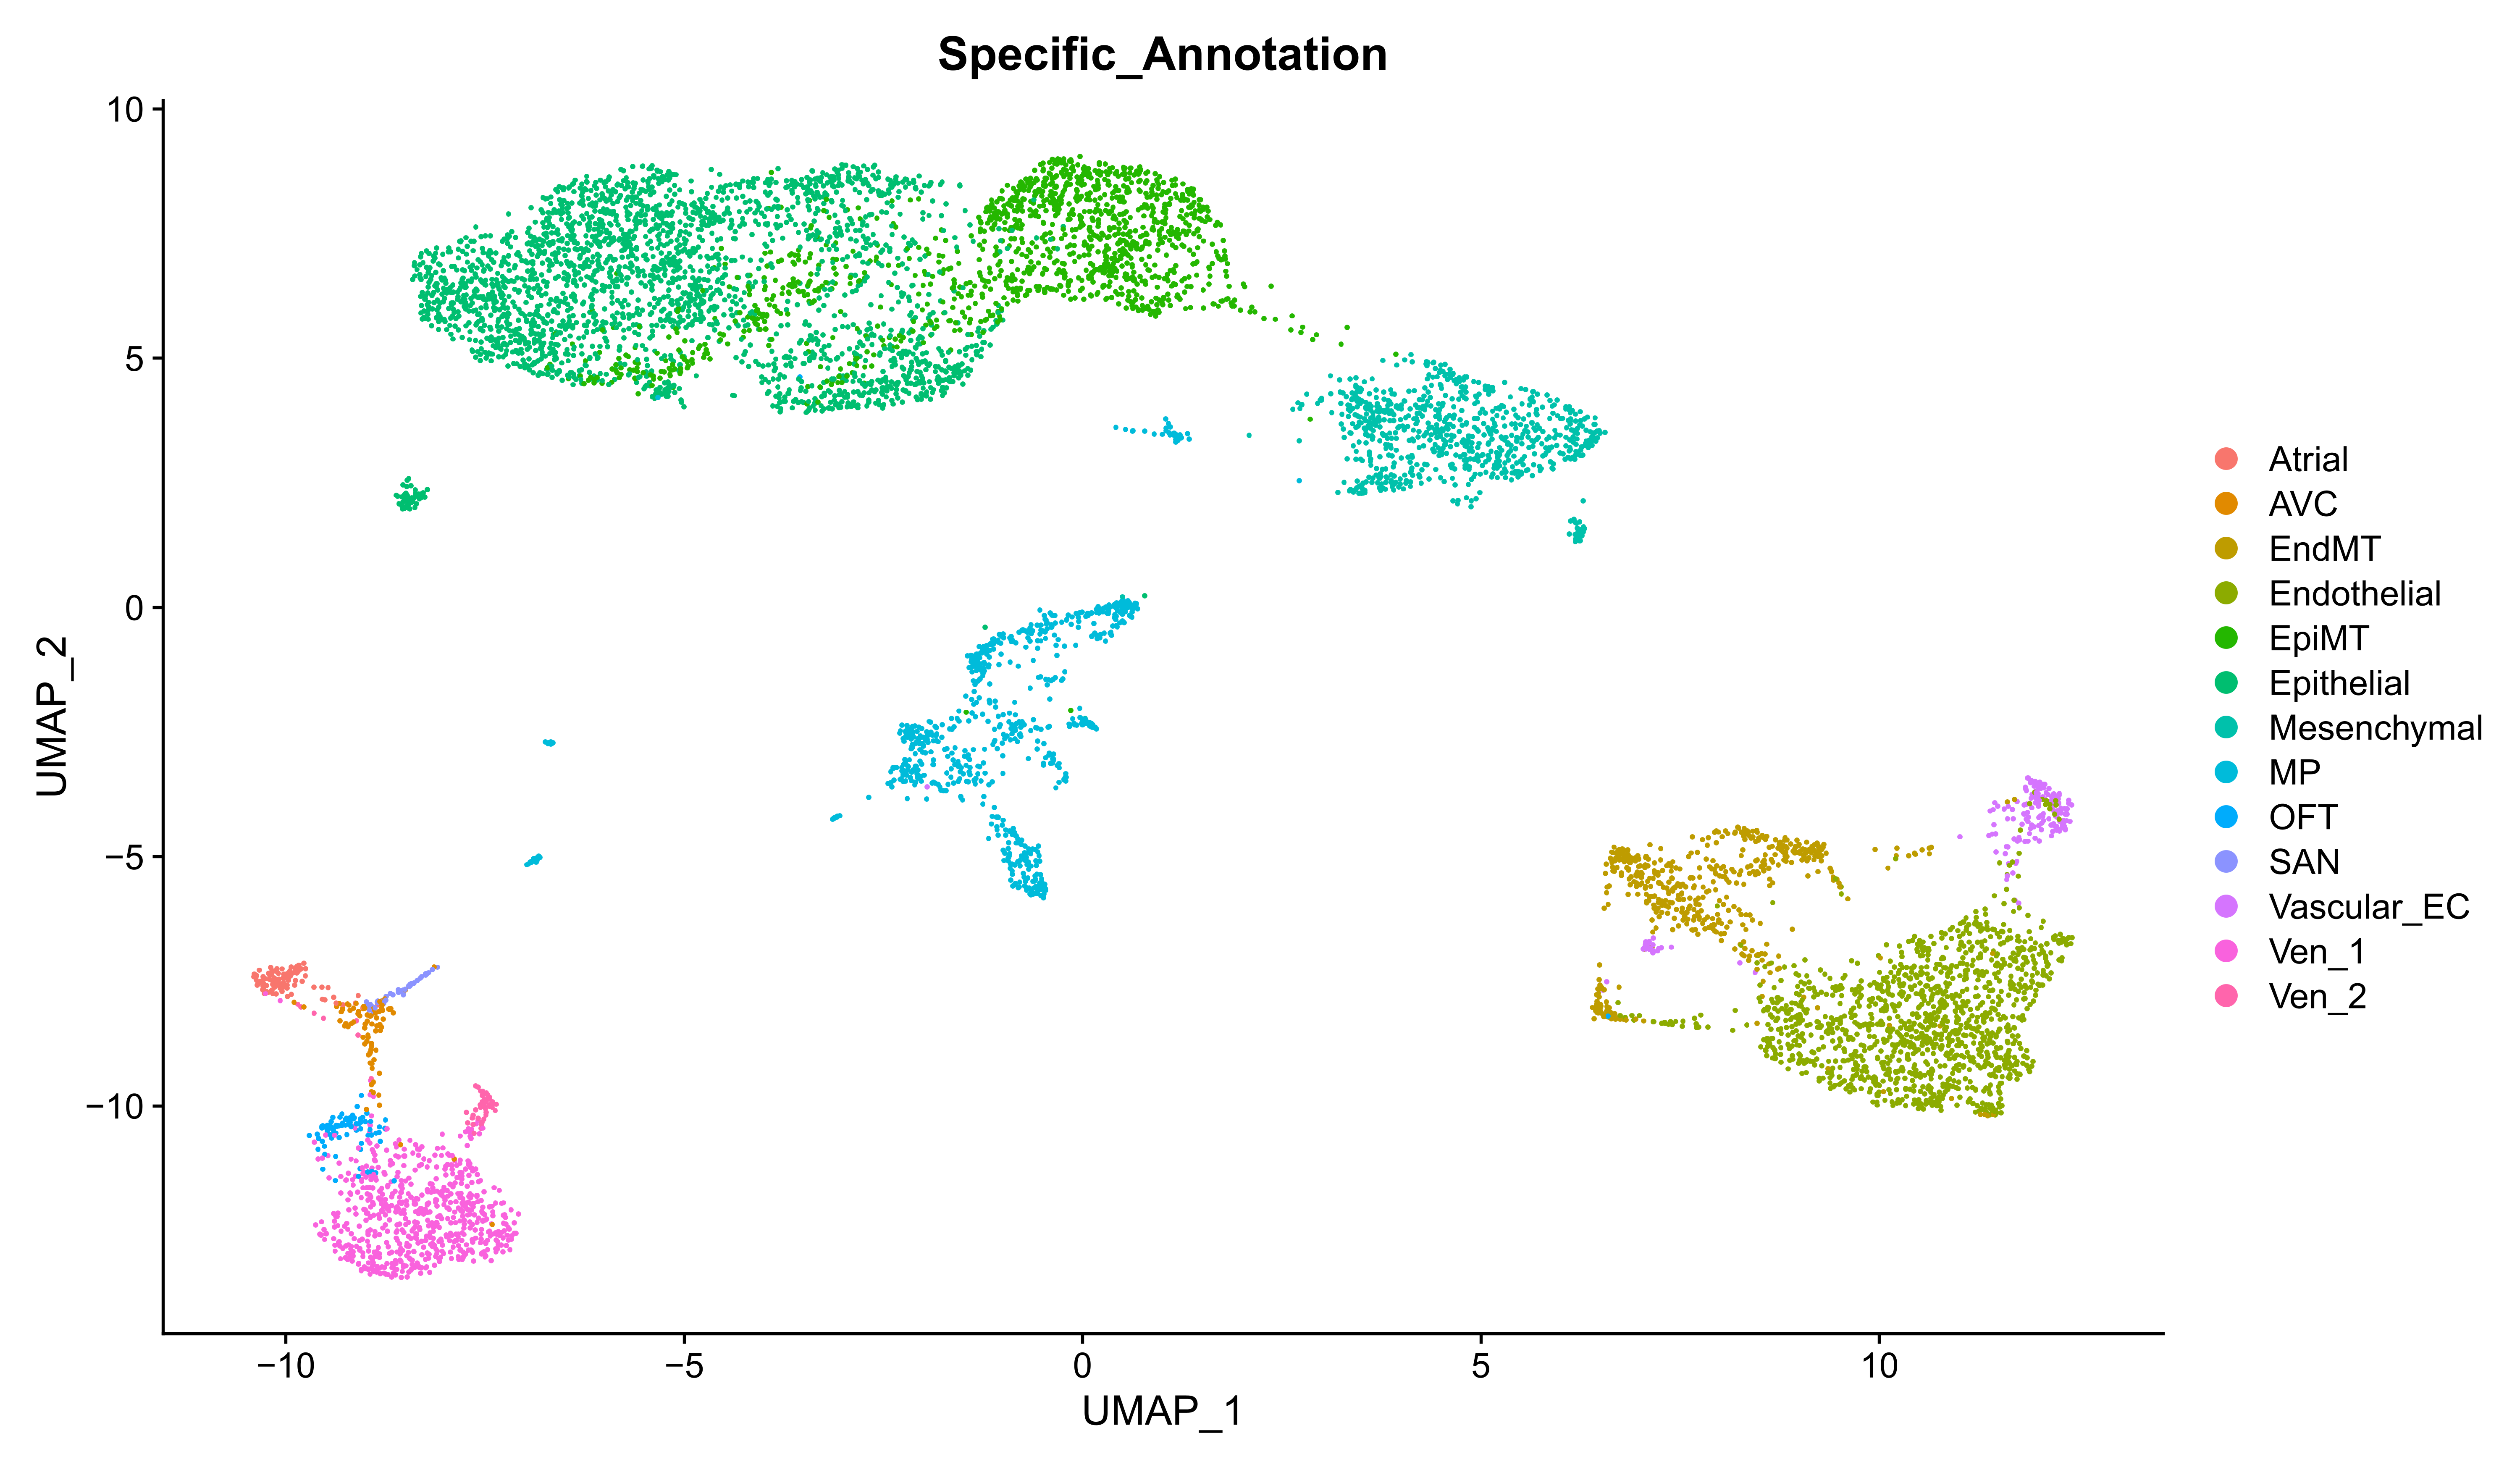 Specific_Annotation
10
5
0
−5
−10
UMAP_2
−10
−5
0
5
10
UMAP_1
Atrial
AVC
EndMT
Endothelial
EpiMT
Epithelial
Mesenchymal
MP
OFT
SAN
Vascular_EC
Ven_1
Ven_2